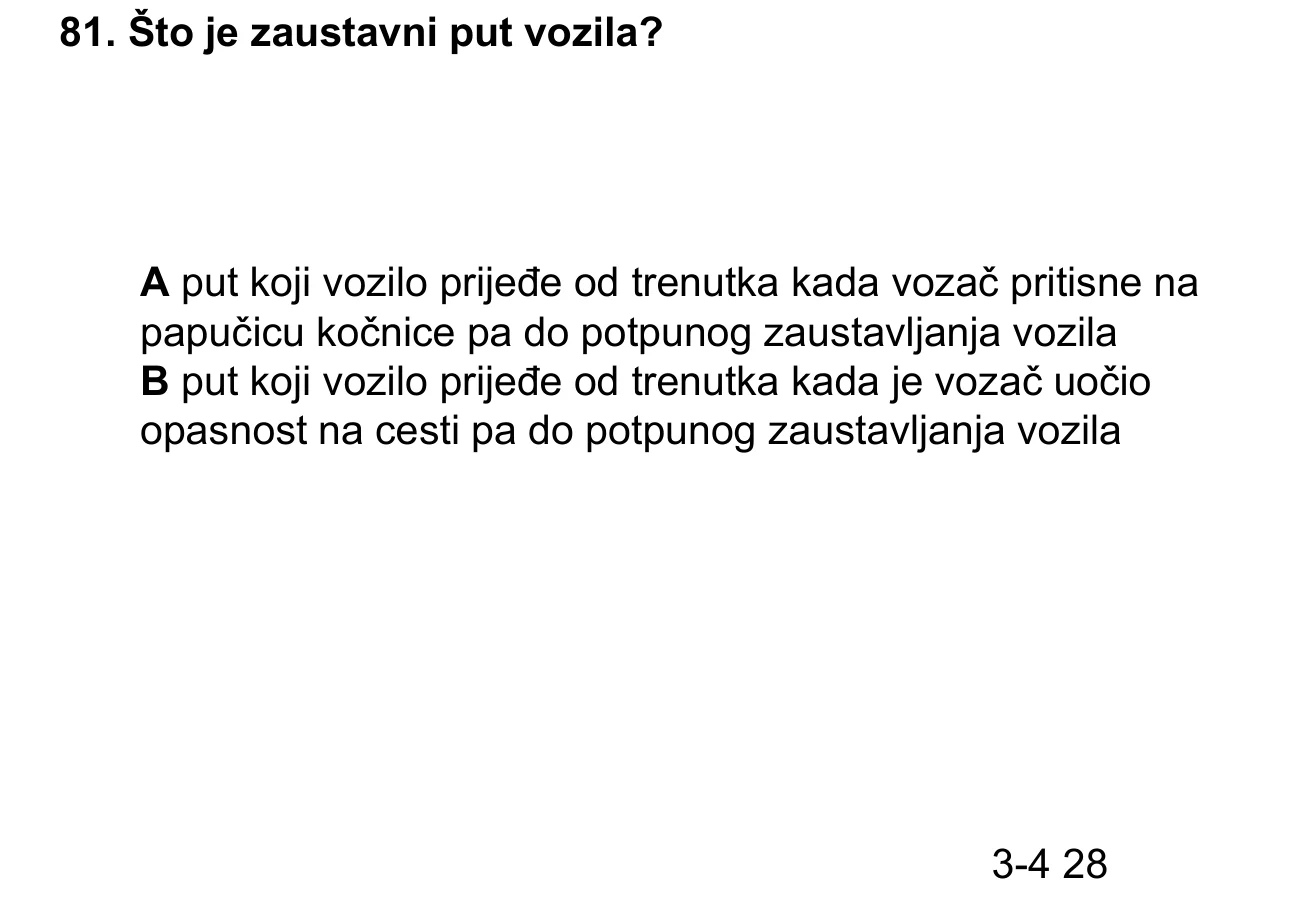 81. Što je zaustavni put vozila?
A put koji vozilo prijeđe od trenutka kada vozač pritisne na
papučicu kočnice pa do potpunog zaustavljanja vozila
B put koji vozilo prijeđe od trenutka kada je vozač uočio
opasnost na cesti pa do potpunog zaustavljanja vozila
3-4 28